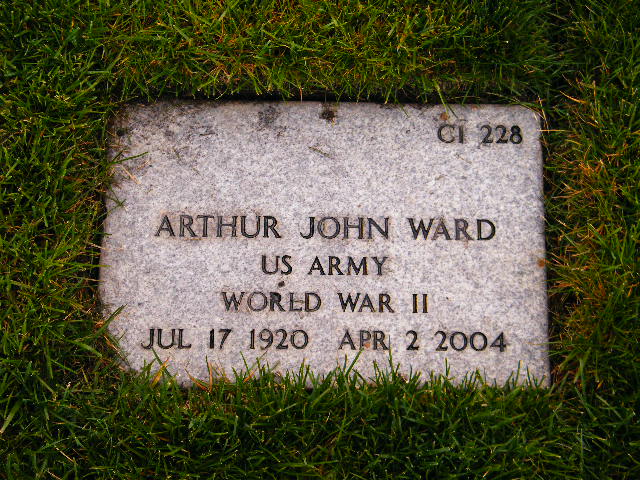 CI 228
ARTHUR JOHN WARD
US ARMY
WORLD WAR II
JUL 17 1920 APR 2 2004